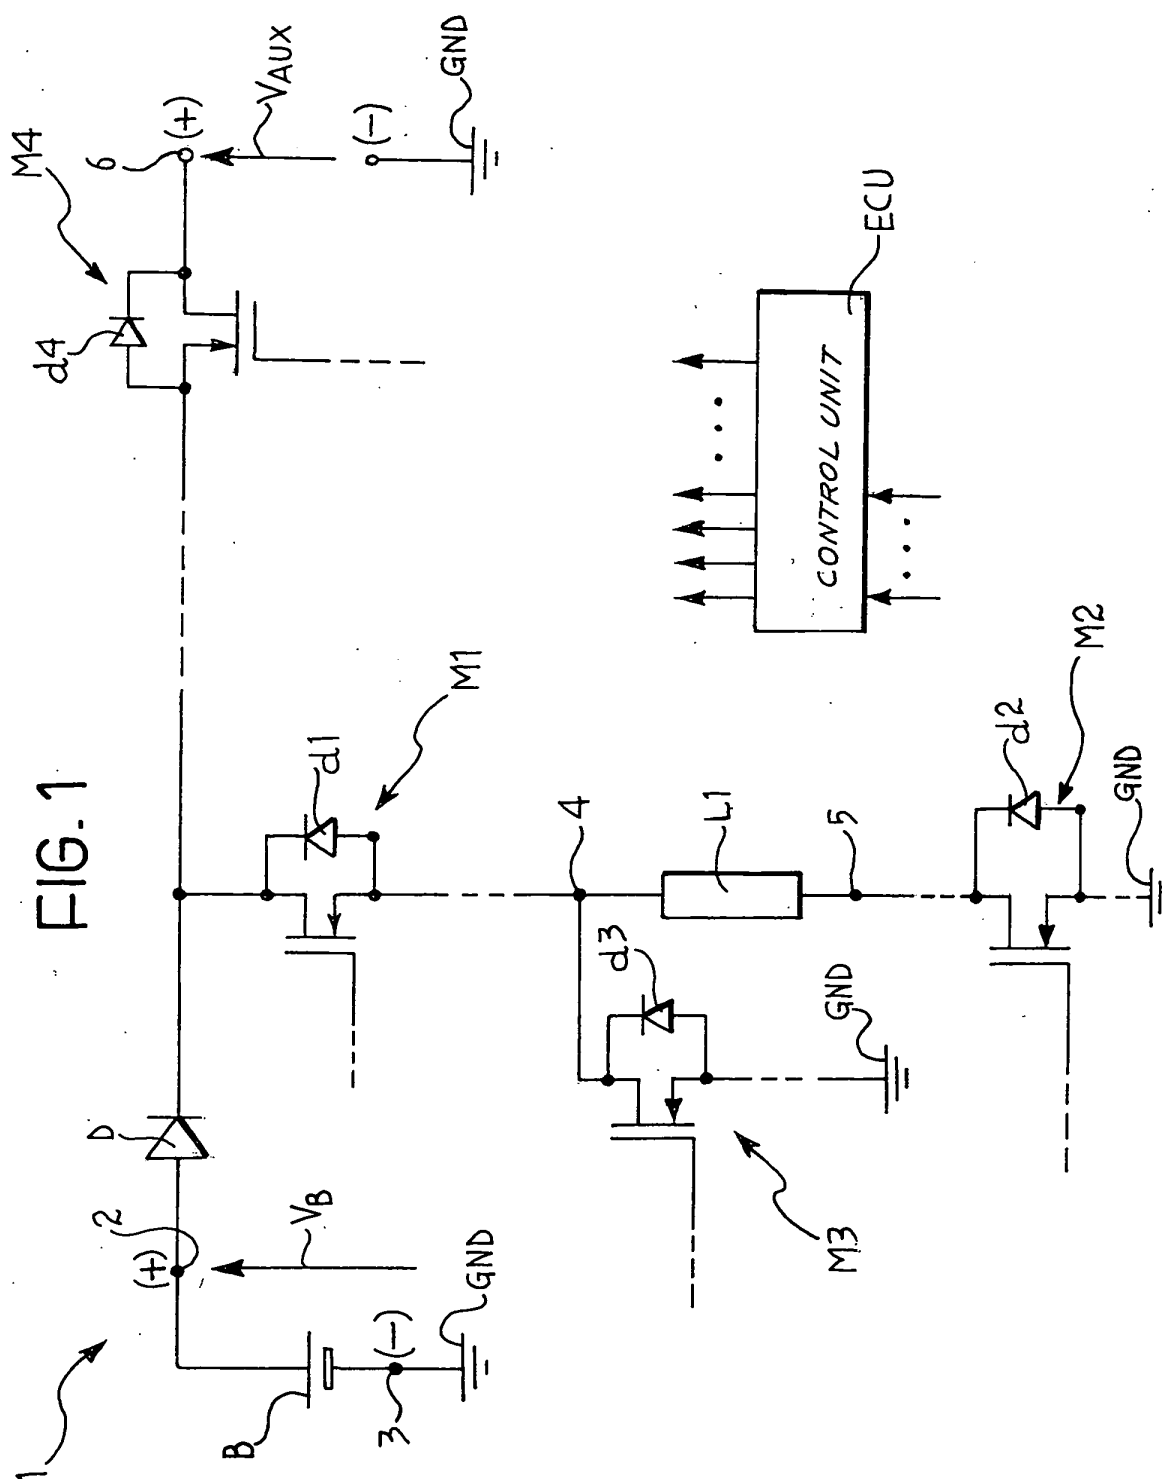 FIG. 1
1
B
3
(-)
GND
(+)
2
VB
D
d1
M1
4
L1
5
d3
M3
GND
d2
M2
GND
CONTROL UNIT
ECU
d4
M4
6
(+)
VAUX
(-)
GND